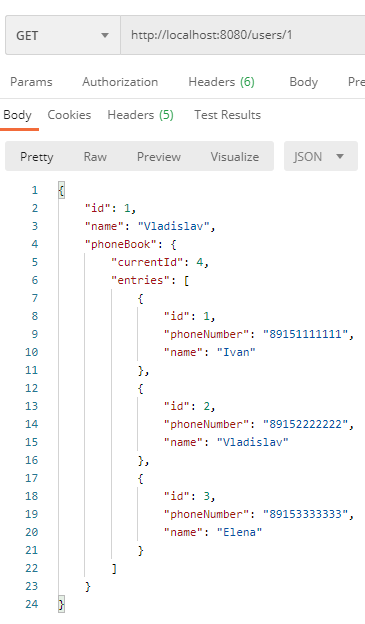 GET http://localhost:8080/users/1
Params Authorization Headers (6) Body Pre
Body Cookies Headers (5) Test Results
Pretty Raw Preview Visualize JSON
1 {
2 "id": 1,
3 "name": "Vladislav",
4 "phoneBook": {
5 "currentId": 4,
6 "entries": [
7 {
8 "id": 1,
9 "phoneNumber": "89151111111",
10 "name": "Ivan"
11 },
12 {
13 "id": 2,
14 "phoneNumber": "89152222222",
15 "name": "Vladislav"
16 },
17 {
18 "id": 3,
19 "phoneNumber": "89153333333",
20 "name": "Elena"
21 }
22 ]
23 }
24 }